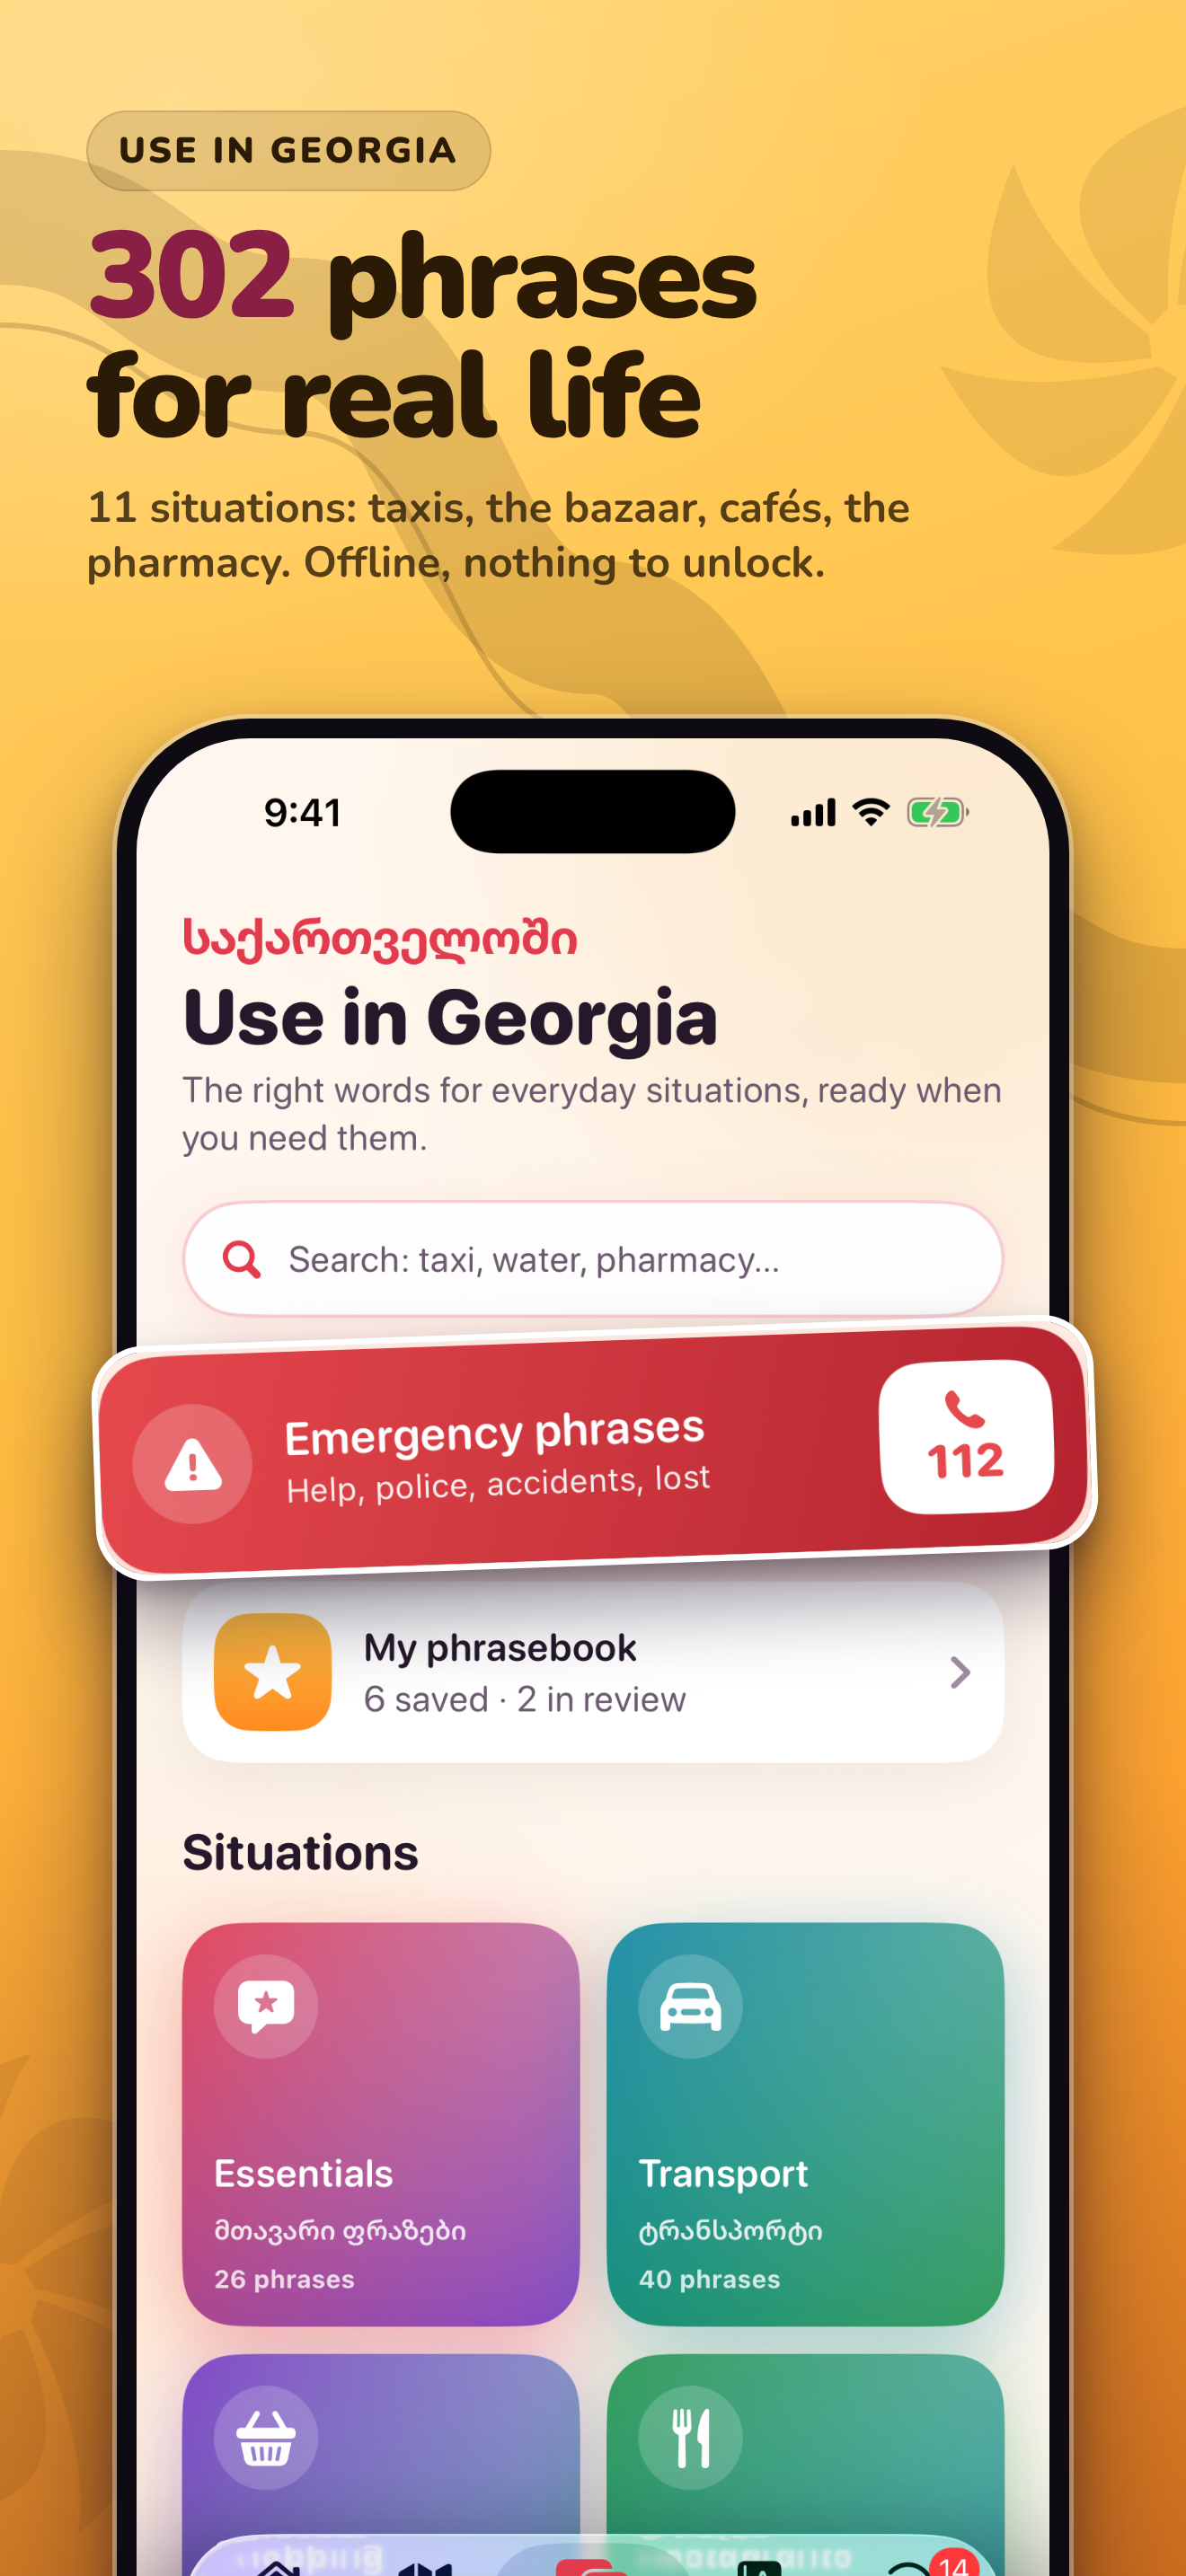 USE IN GEORGIA
302 phrases
for real life
11 situations: taxis, the bazaar, cafés, the
pharmacy. Offline, nothing to unlock.
9:41
საქართველოში
Use in Georgia
The right words for everyday situations, ready when
you need them.
Search: taxi, water, pharmacy...
Emergency phrases
Help, police, accidents, lost
112
My phrasebook
6 saved · 2 in review
Situations
Essentials
მთავარი ფრაზები
26 phrases
Transport
ტრანსპორტი
40 phrases
14